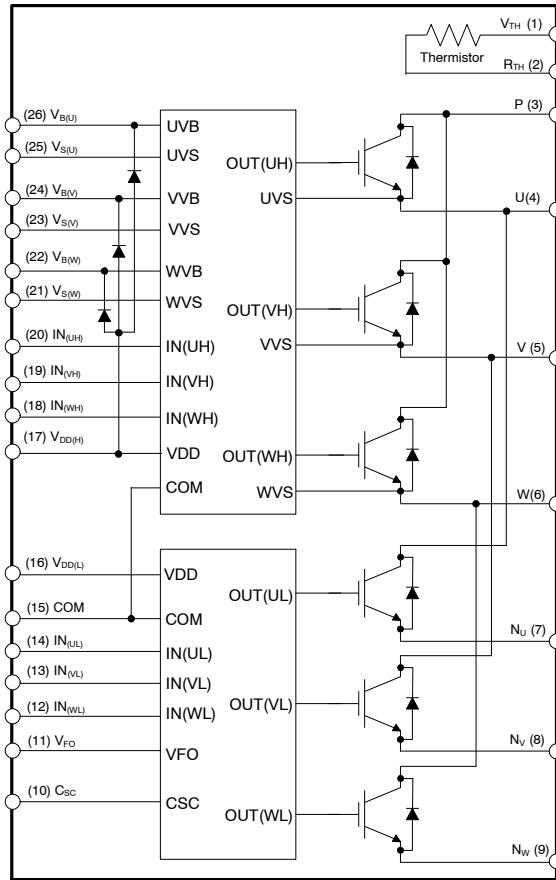 VTH (1)
Thermistor
RTH (2)
(26) VB(U)
UVB
P (3)
(25) VS(U)
UVS
OUT(UH)
(24) VB(V)
VVB
UVS
U(4)
(23) VS(V)
VVS
(22) VB(W)
WVB
(21) VS(W)
WVS
OUT(VH)
(20) IN(UH)
IN(UH)
VVS
V (5)
(19) IN(VH)
IN(VH)
(18) IN(WH)
IN(WH)
(17) VDD(H)
VDD
OUT(WH)
COM
WVS
W(6)
(16) VDD(L)
VDD
OUT(UL)
(15) COM
COM
(14) IN(UL)
IN(UL)
NU (7)
(13) IN(VL)
IN(VL)
OUT(VL)
(12) IN(WL)
IN(WL)
(11) VFO
VFO
NV (8)
(10) CSC
CSC
OUT(WL)
NW (9)